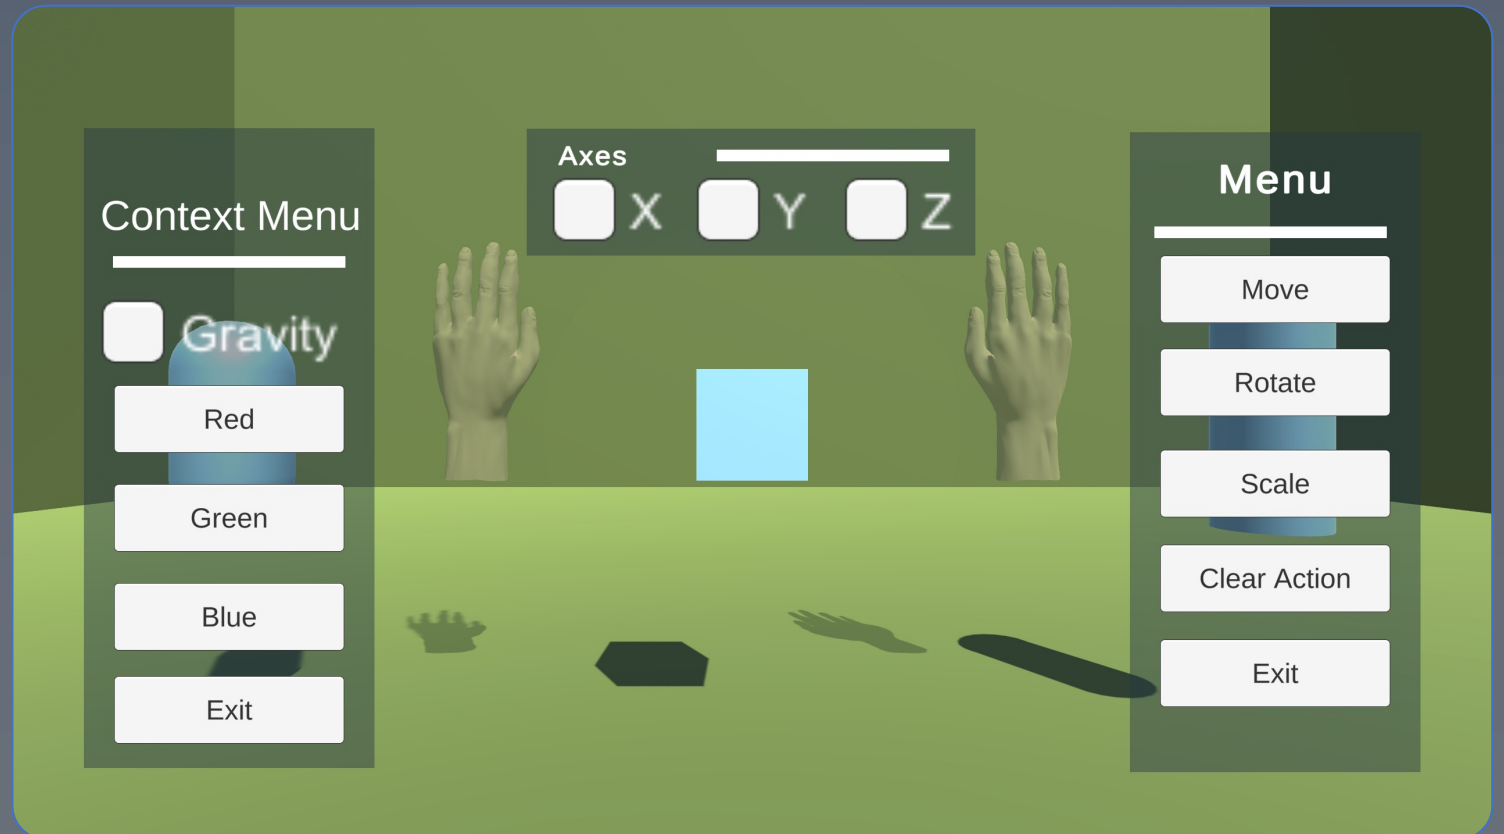 Context Menu
Gravity
Red
Green
Blue
Exit
Axes
X Y Z
Menu
Move
Rotate
Scale
Clear Action
Exit